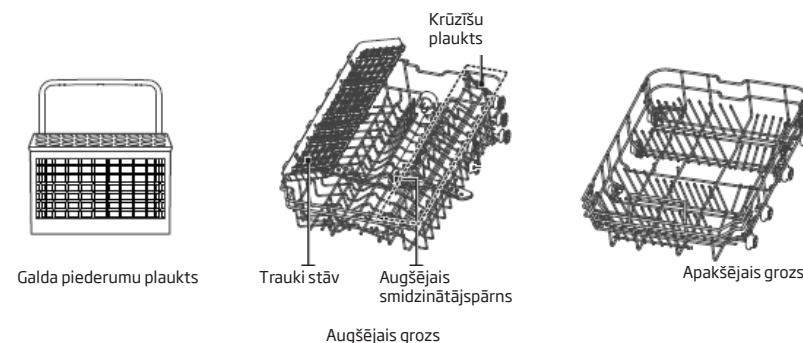 Krūzīšu
plaukts
Galda piederumu plaukts
Trauki stāv
Augšējais
smidzinātājspārns
Apakšējais grozs
Augšējais grozs